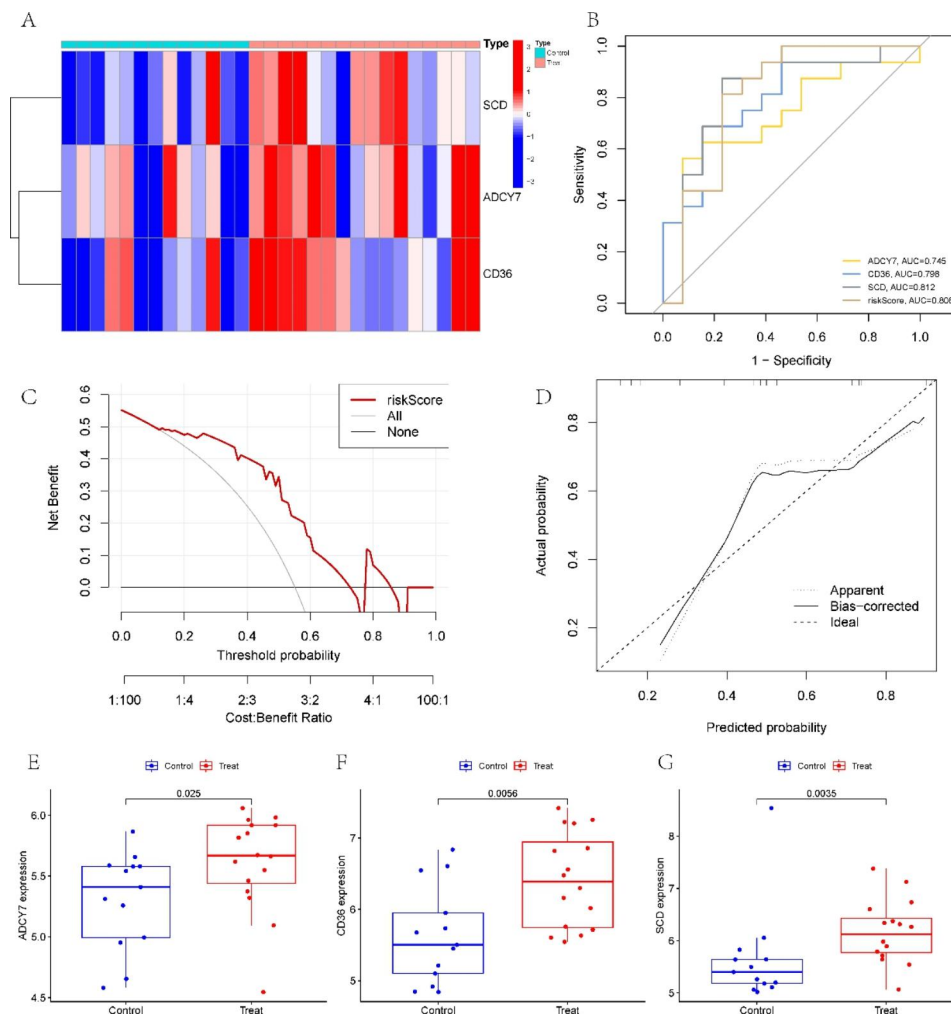 A
Type
Type
Control
Treat
3
2
1
0
−1
−2
−3
SCD
ADCY7
CD36
B
Sensitivity
1.0
0.8
0.6
0.4
0.2
0.0
ADCY7, AUC=0.745
CD36, AUC=0.798
SCD, AUC=0.812
riskScore, AUC=0.808
0.0 0.2 0.4 0.6 0.8 1.0
1 − Specificity
C
Net Benefit
0.6
0.5
0.4
0.3
0.2
0.1
0.0
riskScore
All
None
0.0 0.2 0.4 0.6 0.8 1.0
Threshold probability
1:100 1:4 2:3 3:2 4:1 100:1
Cost:Benefit Ratio
D
Actual probability
0.8
0.6
0.4
0.2
Apparent
Bias−corrected
Ideal
0.2 0.4 0.6 0.8
Predicted probability
E
Control Treat
0.025
ADCY7 expression
6.0
5.5
5.0
4.5
Control Treat
F
Control Treat
0.0056
CD36 expression
7
6
5
Control Treat
G
Control Treat
0.0035
SCD expression
8
7
6
5
Control Treat